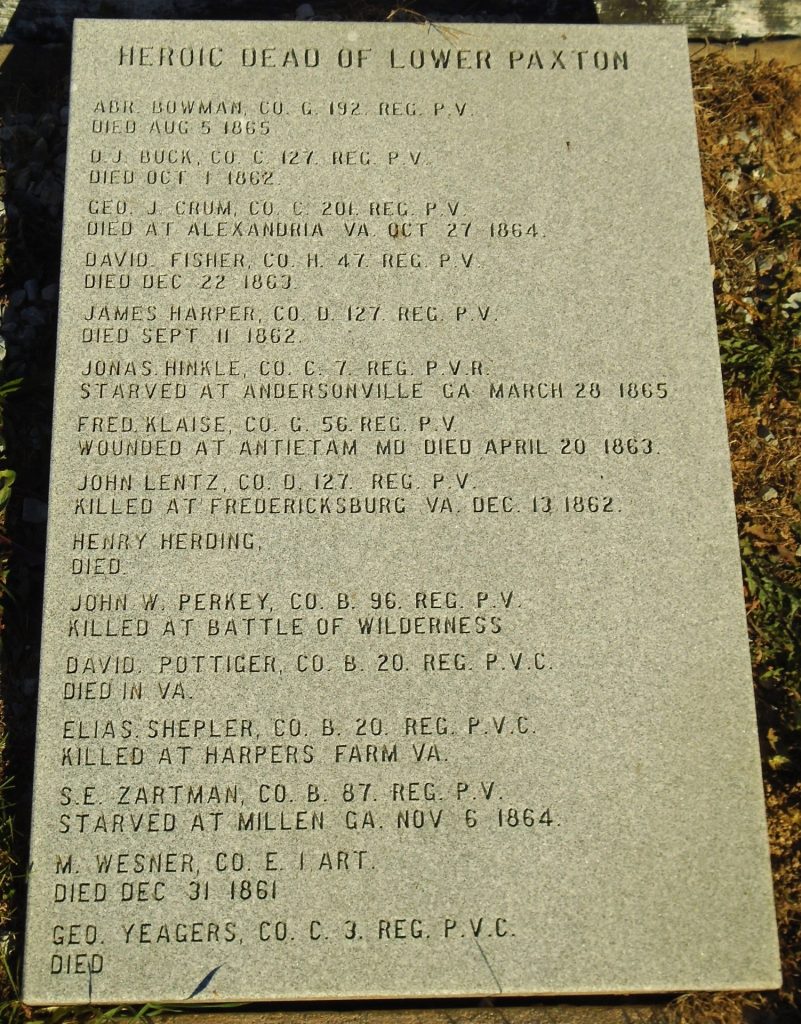 HEROIC DEAD OF LOWER PAXTON
ABR. BOWMAN, CO. G. 192. REG. P.V.
DIED AUG 5 1865
D.J. BUCK, CO. C. 127. REG. P.V.
DIED OCT 1 1862.
GEO. J. CRUM, CO. C. 201. REG. P.V.
DIED AT ALEXANDRIA VA. OCT 27 1864.
DAVID. FISHER, CO. H. 47. REG. P.V.
DIED DEC 22 1863.
JAMES HARPER, CO. D. 127. REG. P.V.
DIED SEPT 11 1862.
JONAS. HINKLE, CO. C. 7. REG. P.V.R.
STARVED AT ANDERSONVILLE GA MARCH 28 1865
FRED. KLAISE, CO. G. 56. REG. P.V
WOUNDED AT ANTIETAM MD DIED APRIL 20 1863.
JOHN LENTZ, CO. D. 127. REG. P.V.
KILLED AT FREDERICKSBURG VA. DEC. 13 1862.
HENRY HERDING,
DIED.
JOHN W. PERKEY, CO. B. 96. REG. P.V.
KILLED AT BATTLE OF WILDERNESS
DAVID. POTTIGER, CO. B. 20. REG. P.V.C.
DIED IN VA.
ELIAS. SHEPLER, CO. B. 20. REG. P.V.C.
KILLED AT HARPERS FARM VA.
S.E. ZARTMAN, CO. B. 87. REG. P.V.
STARVED AT MILLEN GA. NOV 6 1864.
M. WESNER, CO. E. 1 ART.
DIED DEC 31 1861
GEO. YEAGERS, CO. C. 3. REG. P.V.C.
DIED